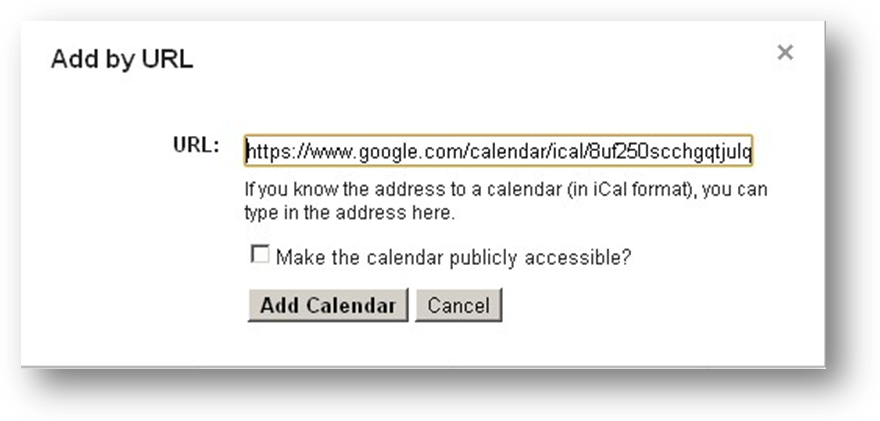 Add by URL
URL: https://www.google.com/calendar/ical/8uf250scchgqtjulq
If you know the address to a calendar (in iCal format), you can
type in the address here.
Make the calendar publicly accessible?
Add Calendar Cancel